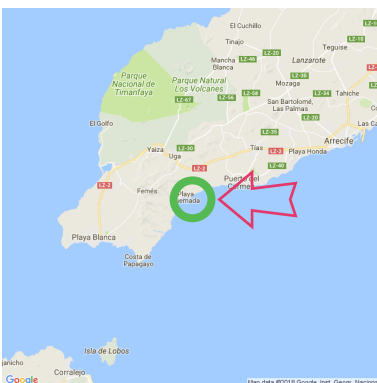 El Cuchillo
Tinajo
LZ-10
LZ-20
Teguise
Mancha
Blanca
LZ-46
Lanzarote
Parque
Nacional de
Timanfaya
Parque Natural
Los Volcanes
LZ-30
Mozaga
LZ-67
LZ-56
LZ-58
LZ-34
Tahiche
San Bartolomé,
Las Palmas
LZ-20
El Golfo
LZ-35
Arrecife
Yaiza
LZ-30
Uga
Tías
LZ-2
Playa Honda
LZ-2
LZ-40
LZ-2
Femés
Playa
Playa Blanca
Costa de
Papagayo
Isla de Lobos
Corralejo
Google
Map data ©2018 Google, Inst. Geogr. Nacional